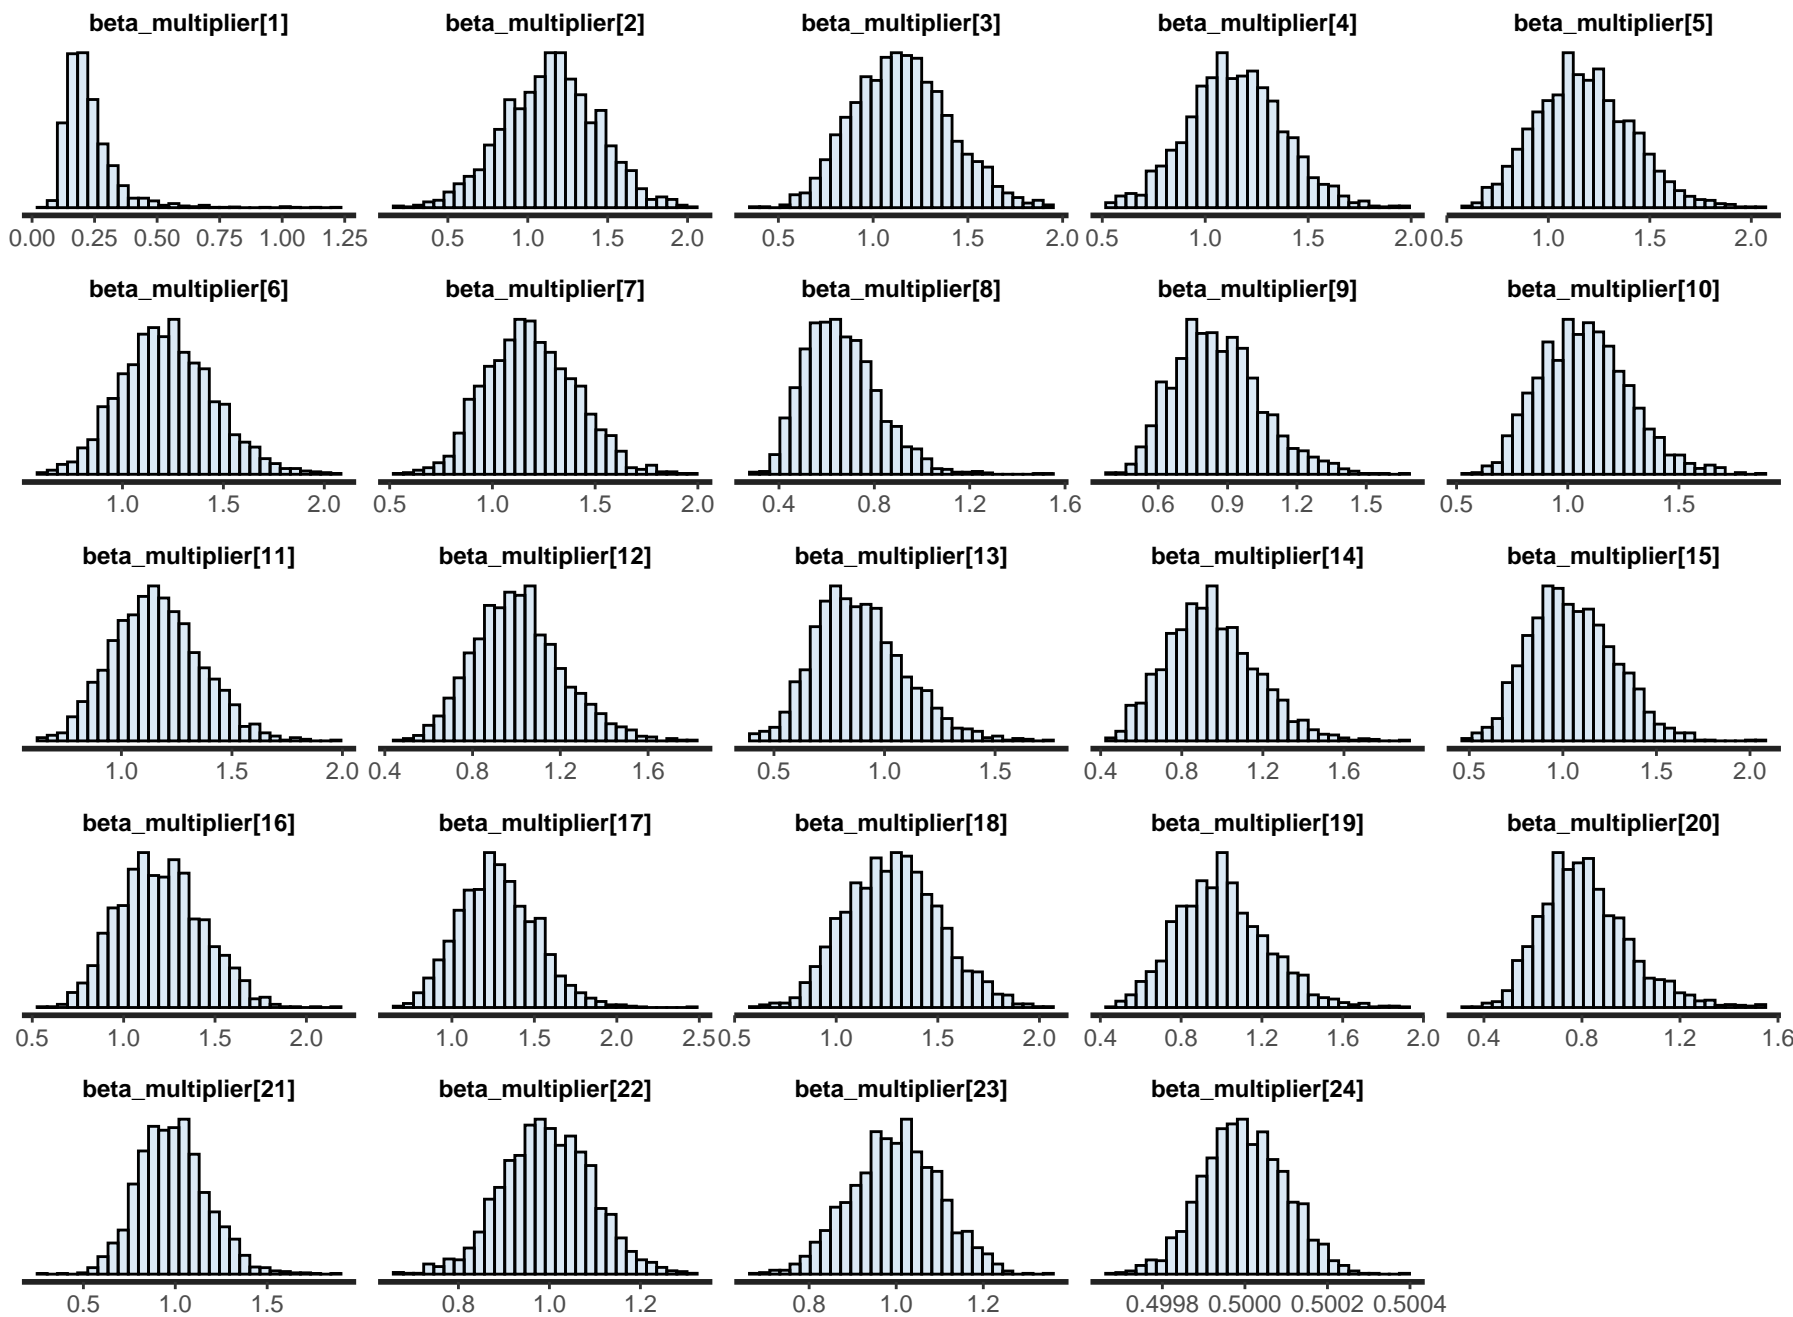 beta_multiplier[1] beta_multiplier[2] beta_multiplier[3] beta_multiplier[4] beta_multiplier[5]
0.00 0.25 0.50 0.75 1.00 1.25 0.5 1.0 1.5 2.0 0.5 1.0 1.5 2.0 0.5 1.0 1.5 2.0 0.5 1.0 1.5 2.0
beta_multiplier[6] beta_multiplier[7] beta_multiplier[8] beta_multiplier[9] beta_multiplier[10]
1.0 1.5 2.0 0.5 1.0 1.5 2.0 0.4 0.8 1.2 1.6 0.6 0.9 1.2 1.5 0.5 1.0 1.5
beta_multiplier[11] beta_multiplier[12] beta_multiplier[13] beta_multiplier[14] beta_multiplier[15]
1.0 1.5 2.0 0.4 0.8 1.2 1.6 0.5 1.0 1.5 0.4 0.8 1.2 1.6 0.5 1.0 1.5 2.0
beta_multiplier[16] beta_multiplier[17] beta_multiplier[18] beta_multiplier[19] beta_multiplier[20]
0.5 1.0 1.5 2.0 1.0 1.5 2.0 2.5 0.5 1.0 1.5 2.0 0.4 0.8 1.2 1.6 2.0 0.4 0.8 1.2 1.6
beta_multiplier[21] beta_multiplier[22] beta_multiplier[23] beta_multiplier[24]
0.5 1.0 1.5 0.8 1.0 1.2 0.8 1.0 1.2 0.4998 0.5000 0.5002 0.5004